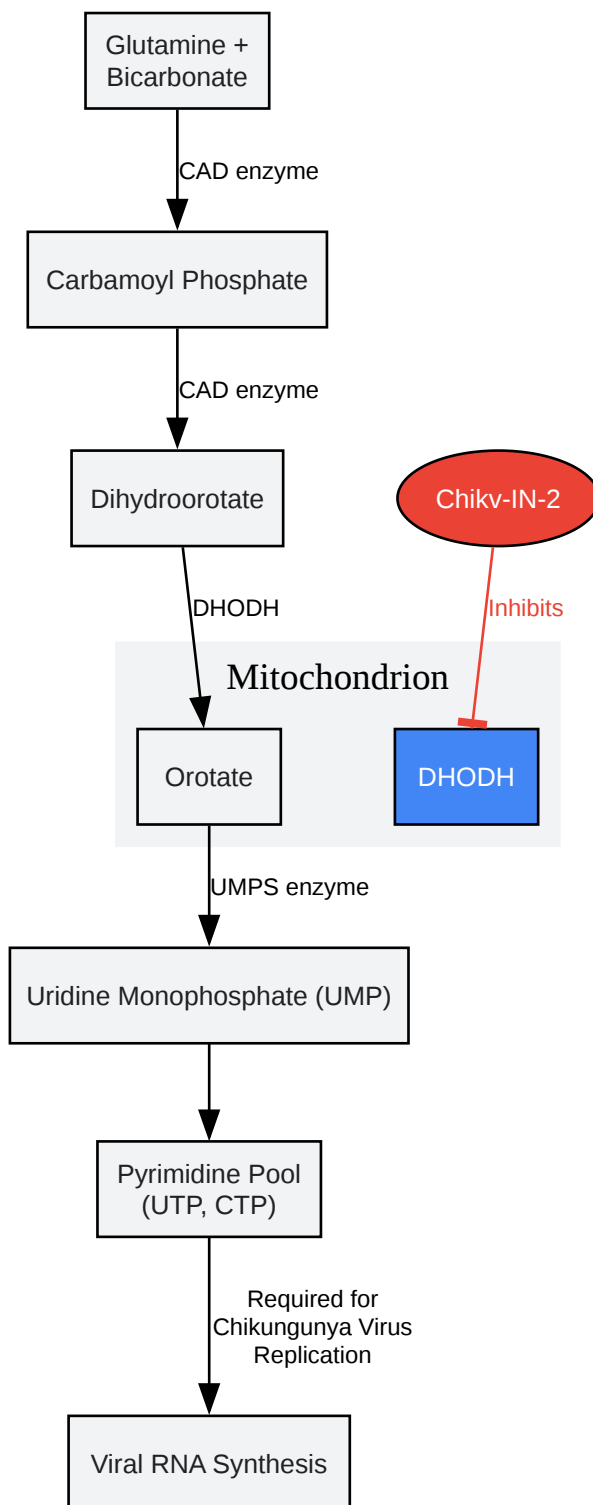 Glutamine +
Bicarbonate
CAD enzyme
Carbamoyl Phosphate
CAD enzyme
Dihydroorotate
Chikv-IN-2
DHODH
Inhibits
Mitochondrion
Orotate
DHODH
UMPS enzyme
Uridine Monophosphate (UMP)
Pyrimidine Pool
(UTP, CTP)
Required for
Chikungunya Virus
Replication
Viral RNA Synthesis